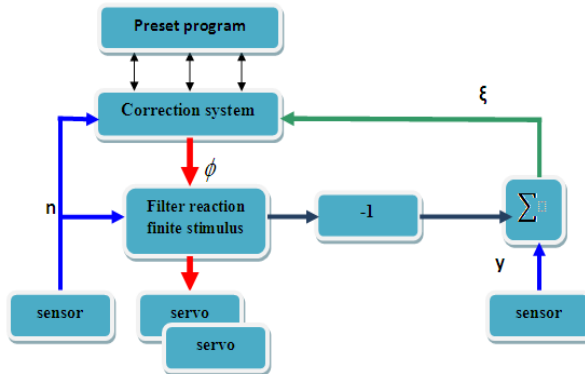 Preset program
ξ
Correction system
ϕ
n
Filter reaction
finite stimulus
-1
Σ
y
sensor
servo
servo
sensor